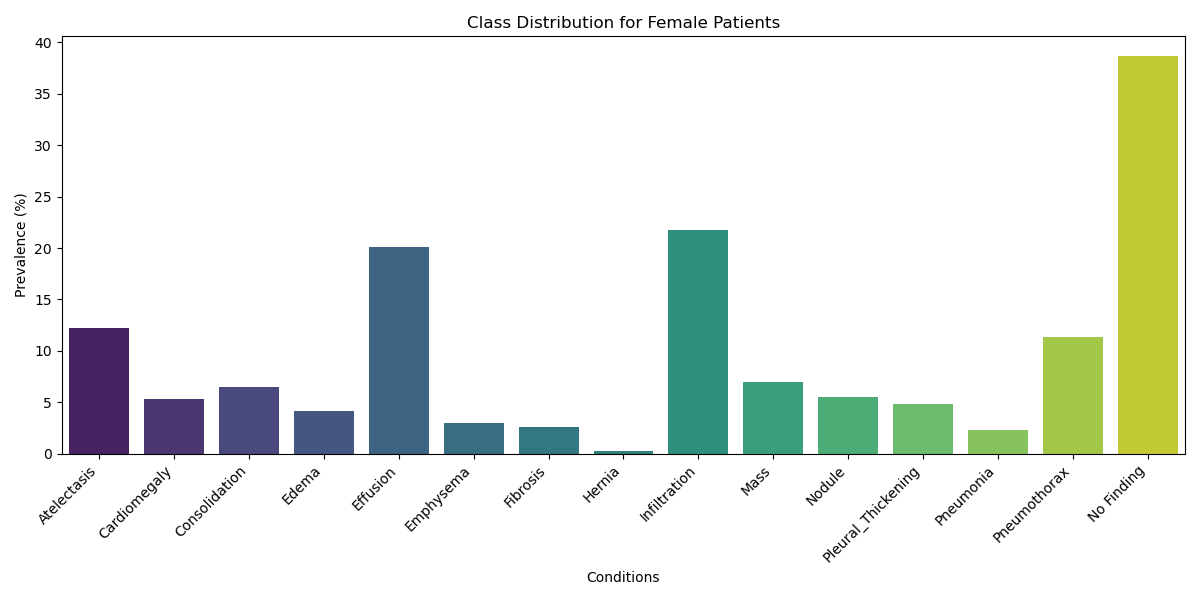 Class Distribution for Female Patients
Prevalence (%)
40
35
30
25
20
15
10
5
0
Atelectasis
Cardiomegaly
Consolidation
Edema
Effusion
Emphysema
Fibrosis
Hernia
Infiltration
Mass
Nodule
Pleural_Thickening
Pneumonia
Pneumothorax
No Finding
Conditions